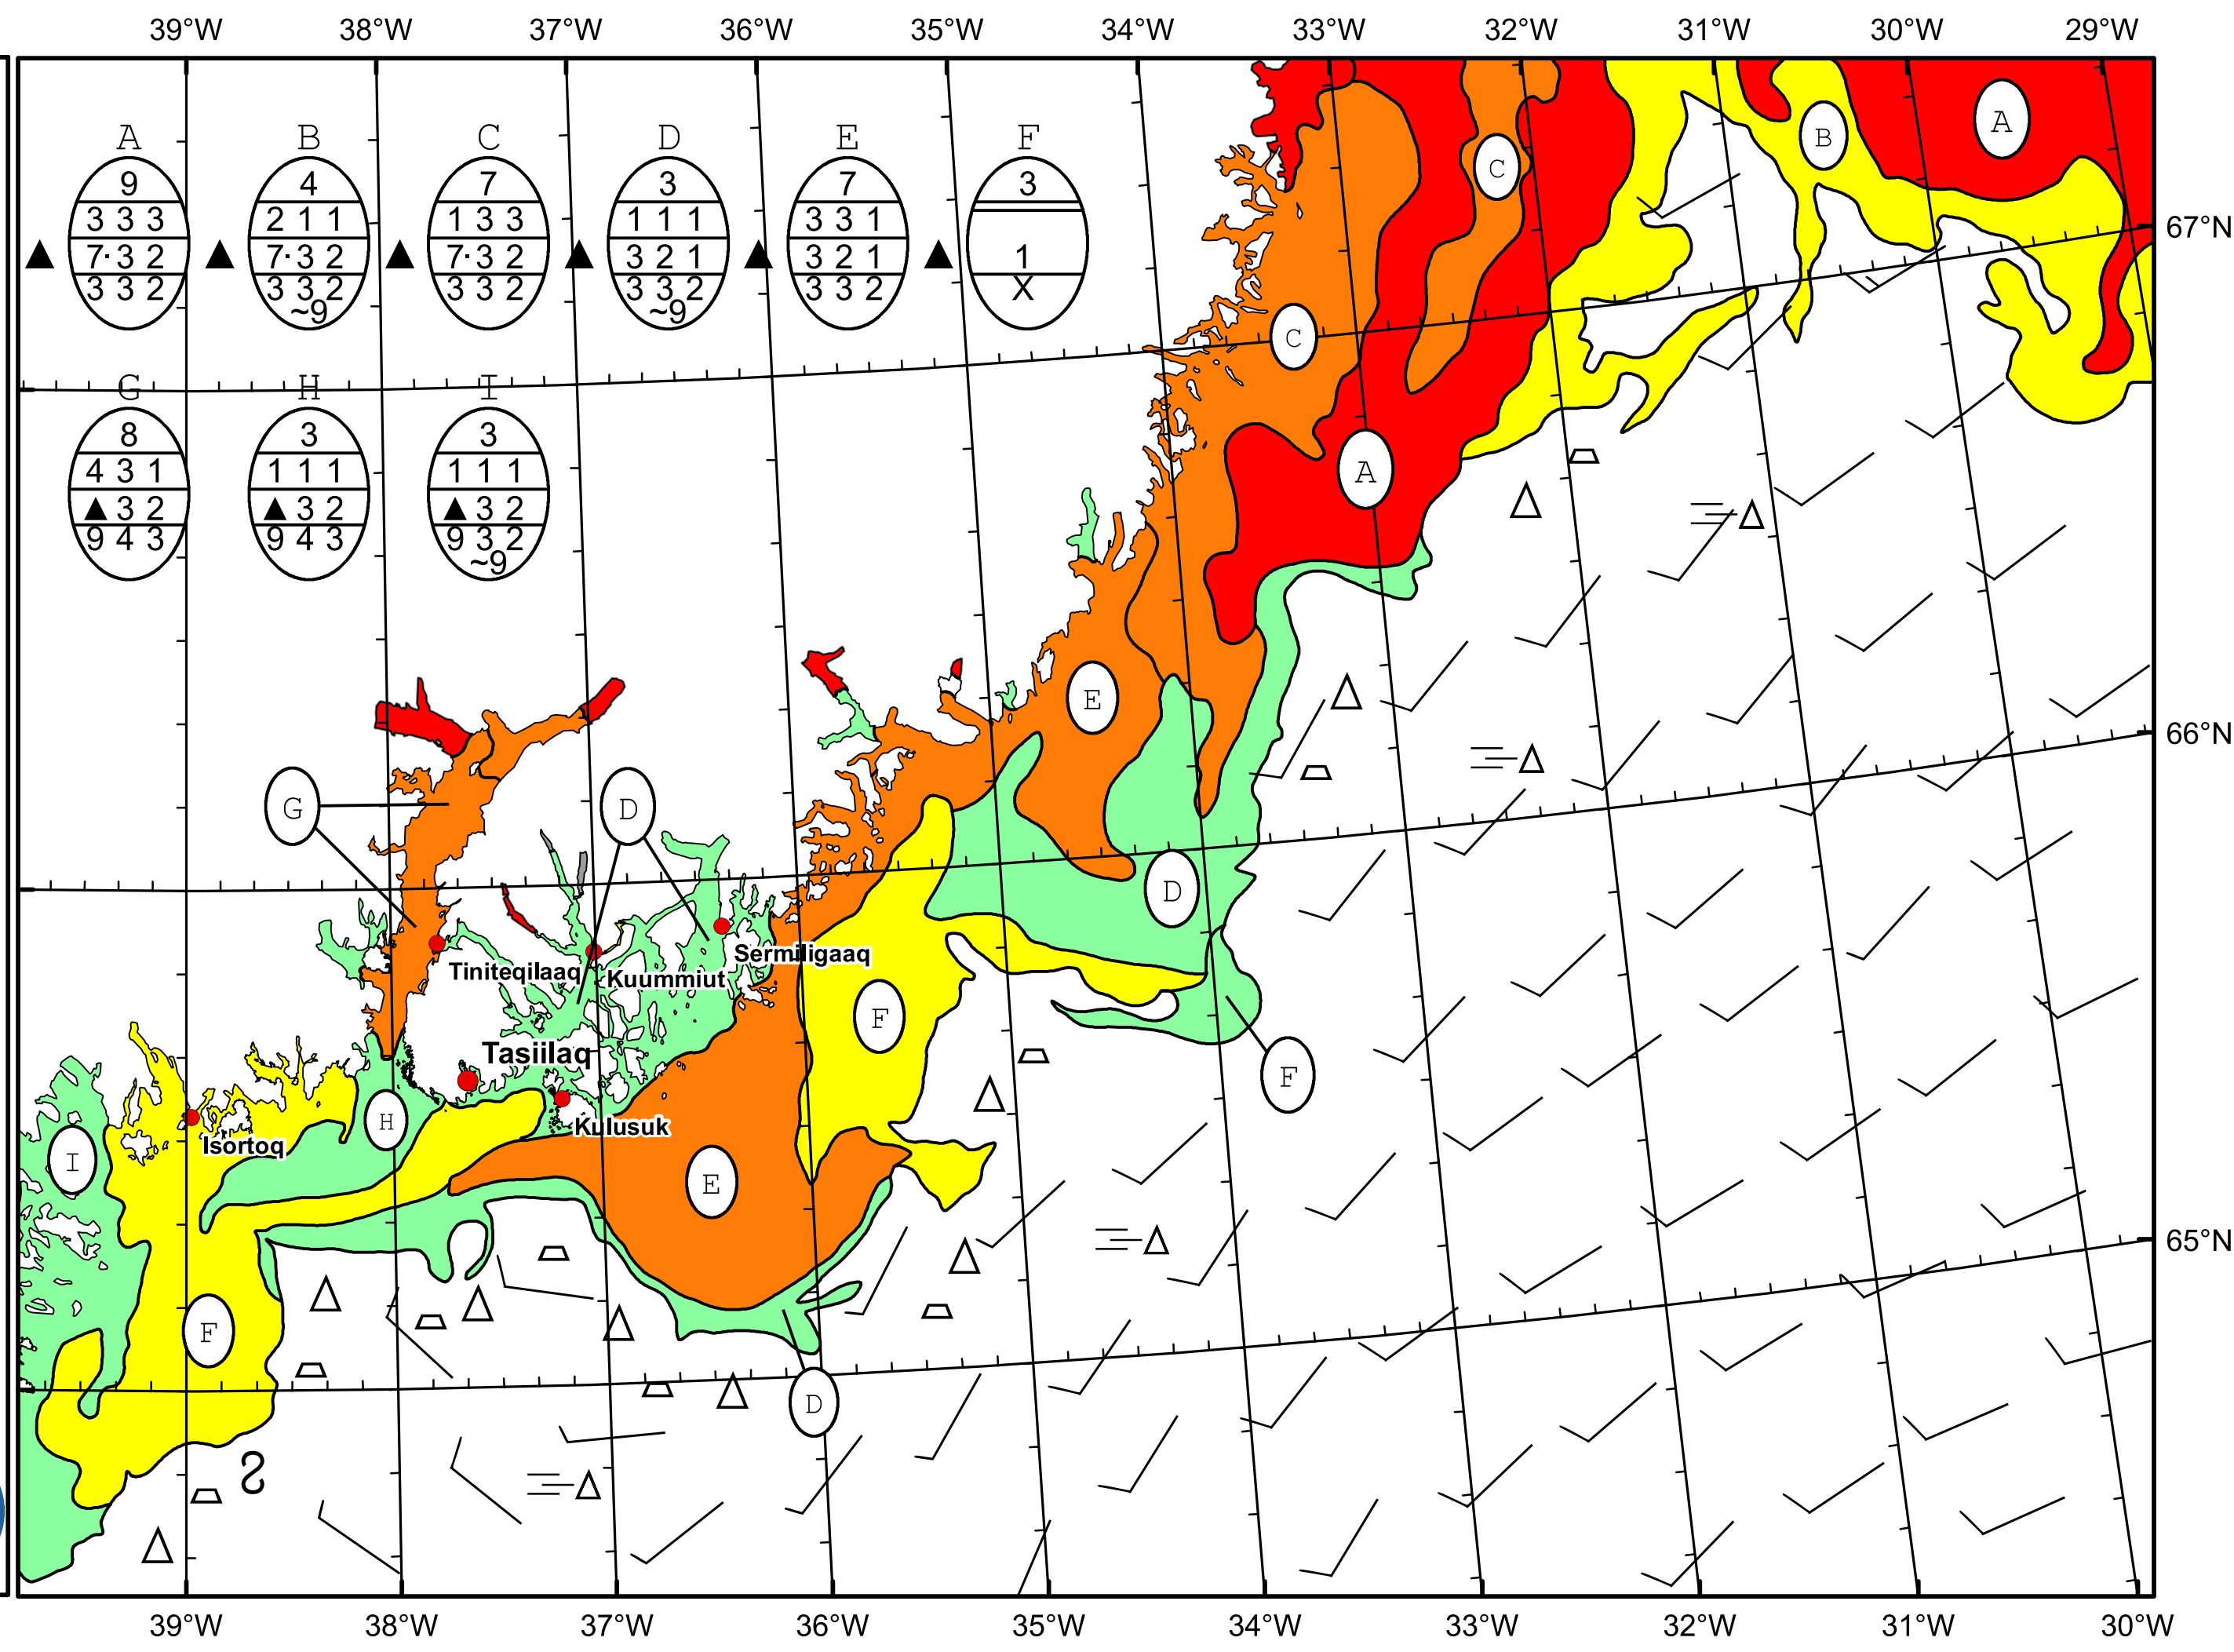 39°W 38°W 37°W 36°W 35°W 34°W 33°W 32°W 31°W 30°W 29°W
A B C D E F
9 4 7 3 7 3
3 3 3 2 1 1 1 3 3 1 1 1 3 3 1
▲ 7·3 2 ▲ 7·3 2 ▲ 7·3 2 ▲ 3 2 1 ▲ 3 2 1 ▲ 1
3 3 2 3 3 2 3 3 2 3 3 2 3 3 2 X
~9 ~9
G H I
8 3 3
4 3 1 1 1 1 1 1 1
▲ 3 2 ▲ 3 2 ▲ 3 2
9 4 3 9 4 3 9 3 2
~9
A
B
C
67°N
C
A
E
66°N
G
D
D
Sermiligaaq
Tiniteqilaaq
Kuummiut
F
Tasiilaq
F
H
Kulusuk
Isortoq
I
E
65°N
F
D
39°W 38°W 37°W 36°W 35°W 34°W 33°W 32°W 31°W 30°W